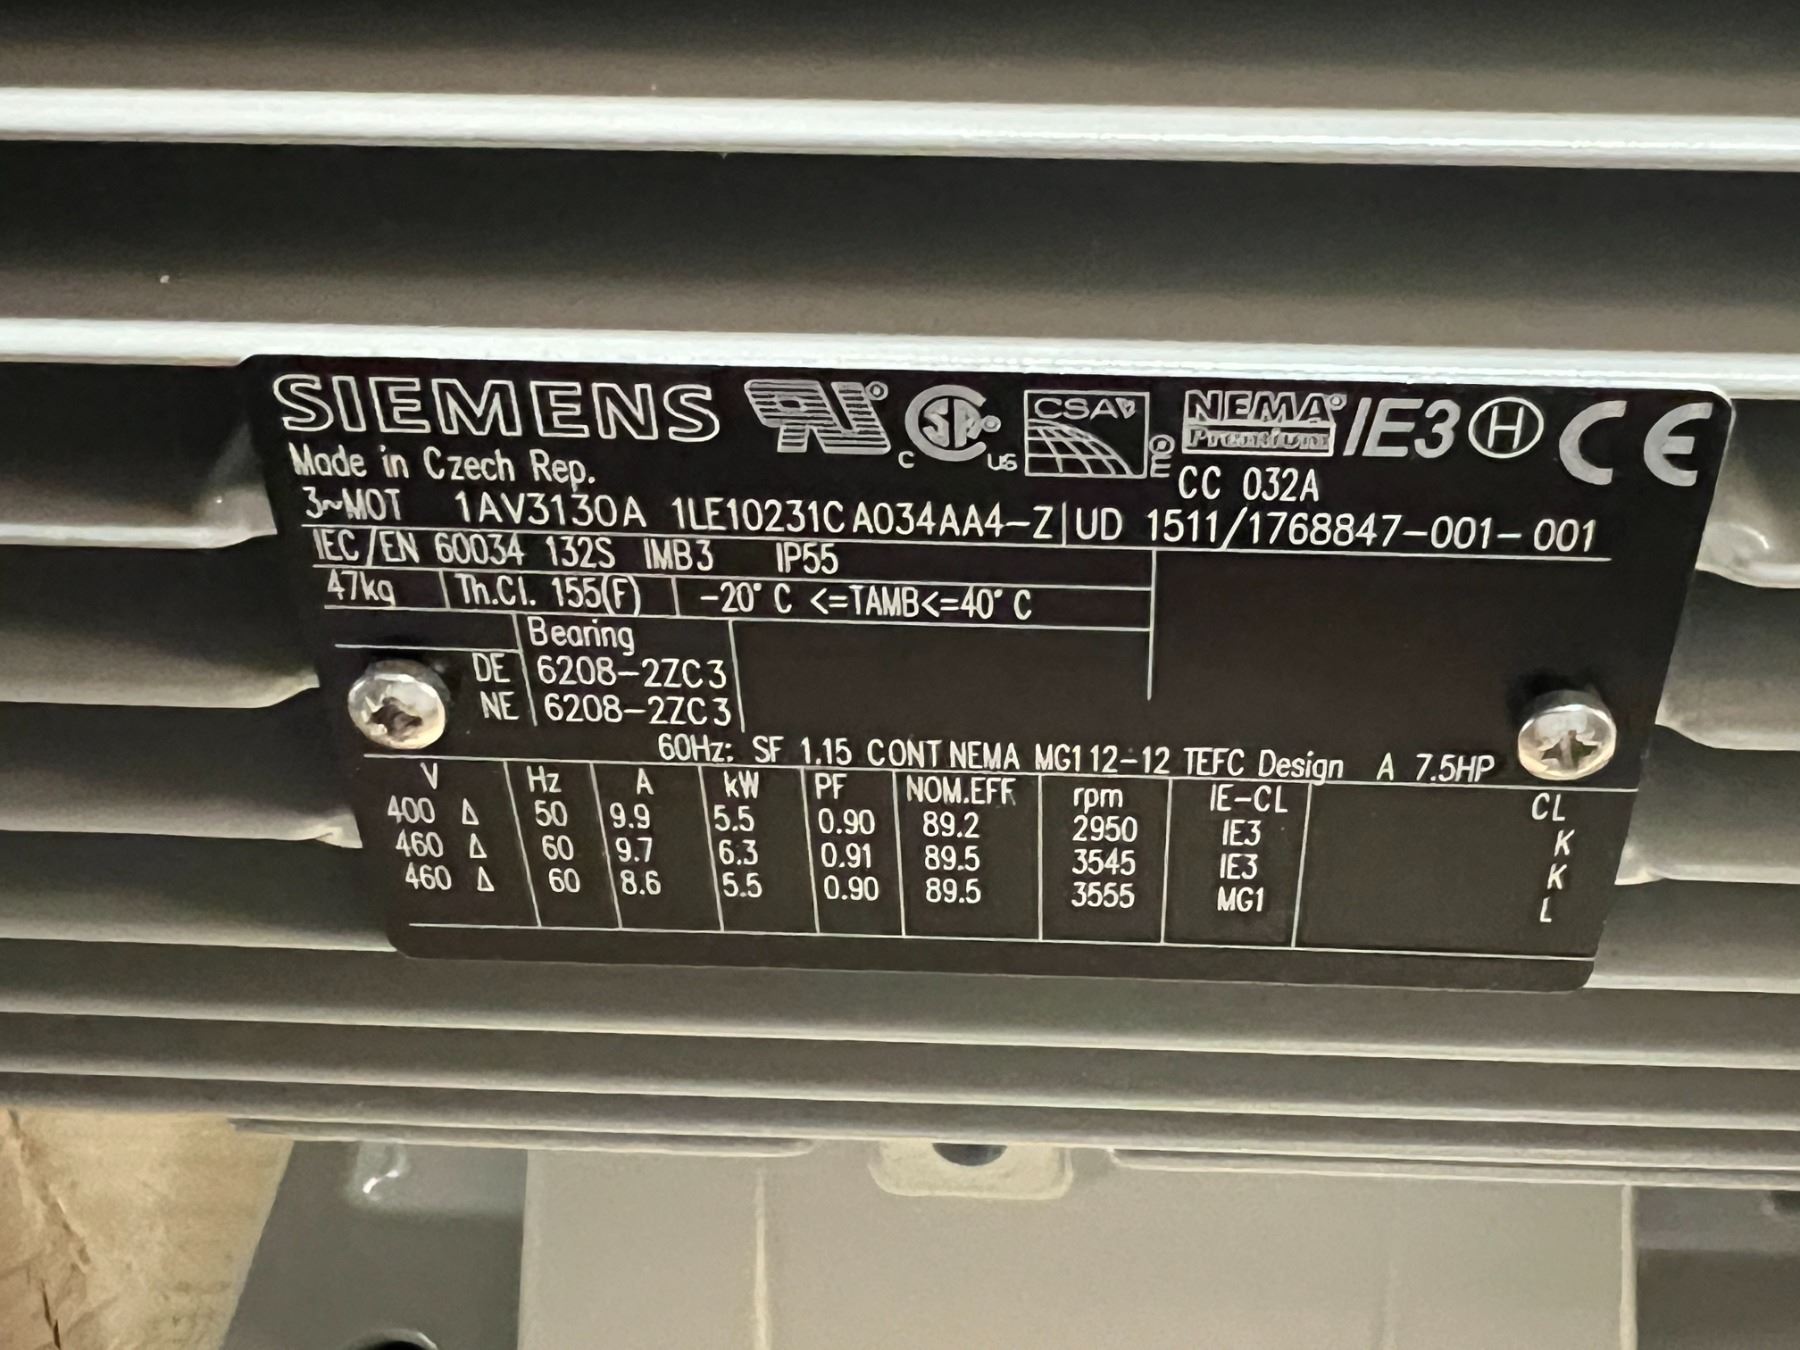 SIEMENS UR c SP us CSA E NEMA Premium IE3 H CE
Made in Czech Rep. CC 032A
3~MOT 1AV3130A 1LE10231CA034AA4-Z UD 1511/1768847-001-001
IEC/EN 60034 132S IMB3 IP55
47kg Th.Cl. 155(F) -20° C <=TAMB<=40° C
Bearing
DE 6208-2ZC3
NE 6208-2ZC3
60Hz: SF 1.15 CONT NEMA MG1 12-12 TEFC Design A 7.5HP
V Hz A kW PF NOM.EFF rpm IE-CL CL
400 Δ 50 9.9 5.5 0.90 89.2 2950 IE3 K
460 Δ 60 9.7 6.3 0.91 89.5 3545 IE3 K
460 Δ 60 8.6 5.5 0.90 89.5 3555 MG1 L